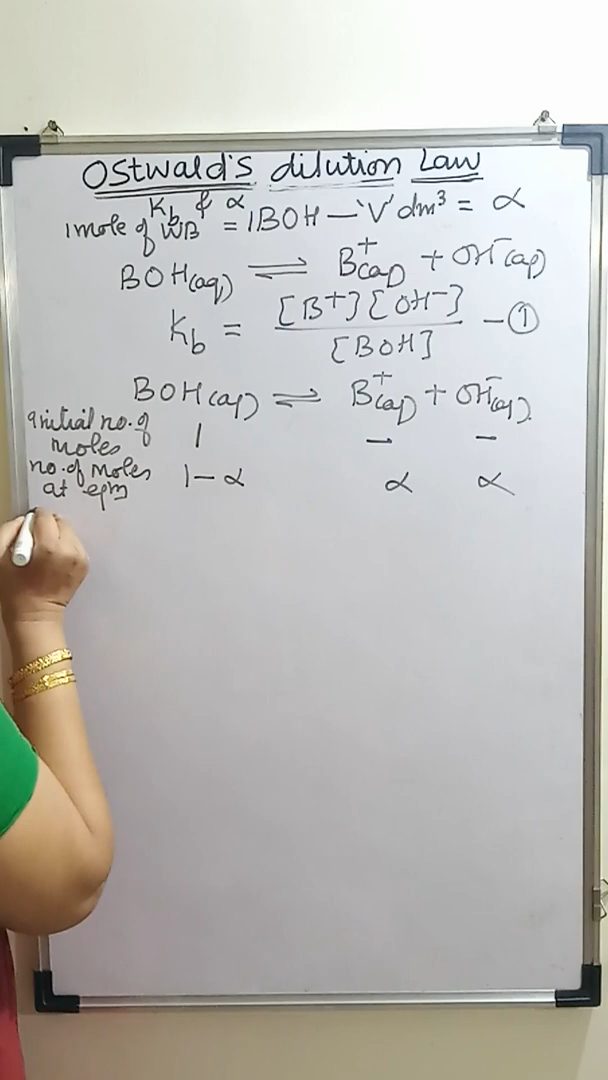 Ostwald's dilution Law
Kb & α
1 mole of WB = 1BOH — 'V' dm³ = α
BOH(aq) ⇌ B⁺(aq) + OH⁻(aq)
Kb = [B⁺][OH⁻] / [BOH] — ①
BOH(aq) ⇌ B⁺(aq) + OH⁻(aq).
Initial no. of moles 1 – –
no. of moles at eqm 1-α α α